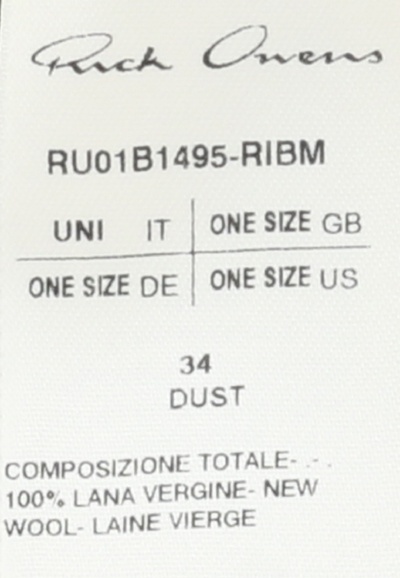 Rick Owens
RU01B1495-RIBM
UNI IT ONE SIZE GB
ONE SIZE DE ONE SIZE US
34
DUST
COMPOSIZIONE TOTALE- .- .
100% LANA VERGINE- NEW
WOOL- LAINE VIERGE